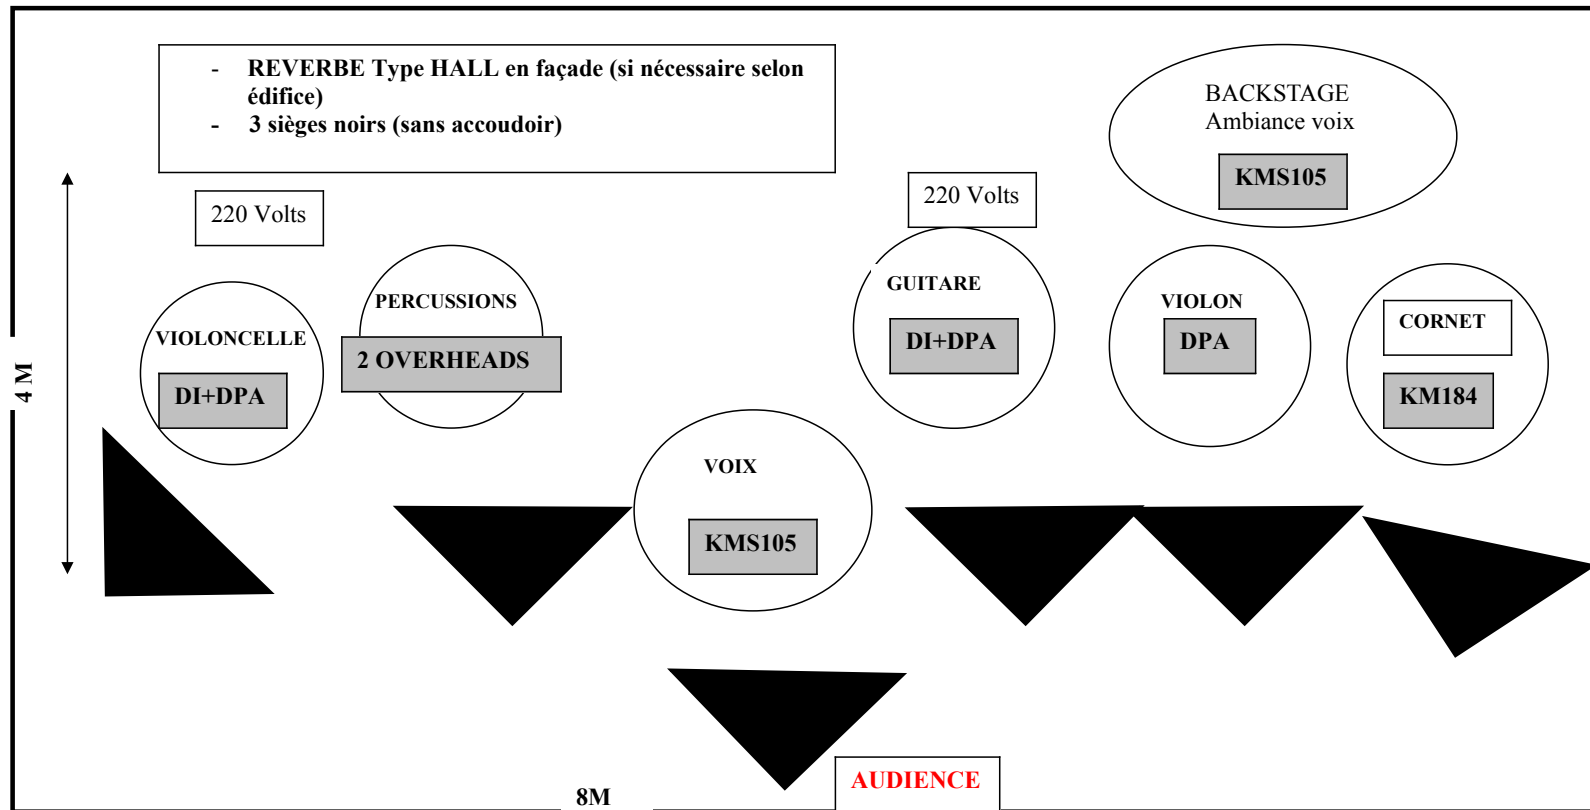 - REVERBE Type HALL en façade (si nécessaire selon
édifice)
- 3 sièges noirs (sans accoudoir)
BACKSTAGE
Ambiance voix
KMS105
220 Volts
220 Volts
VIOLONCELLE
DI+DPA
PERCUSSIONS
2 OVERHEADS
GUITARE
DI+DPA
VIOLON
DPA
CORNET
KM184
4 M
VOIX
KMS105
AUDIENCE
8M